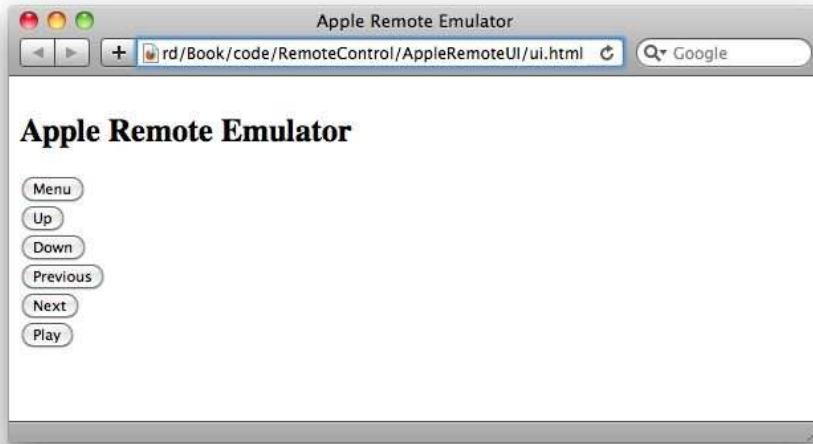 Apple Remote Emulator
rd/Book/code/RemoteControl/AppleRemoteUI/ui.html
Google
Apple Remote Emulator
Menu
Up
Down
Previous
Next
Play